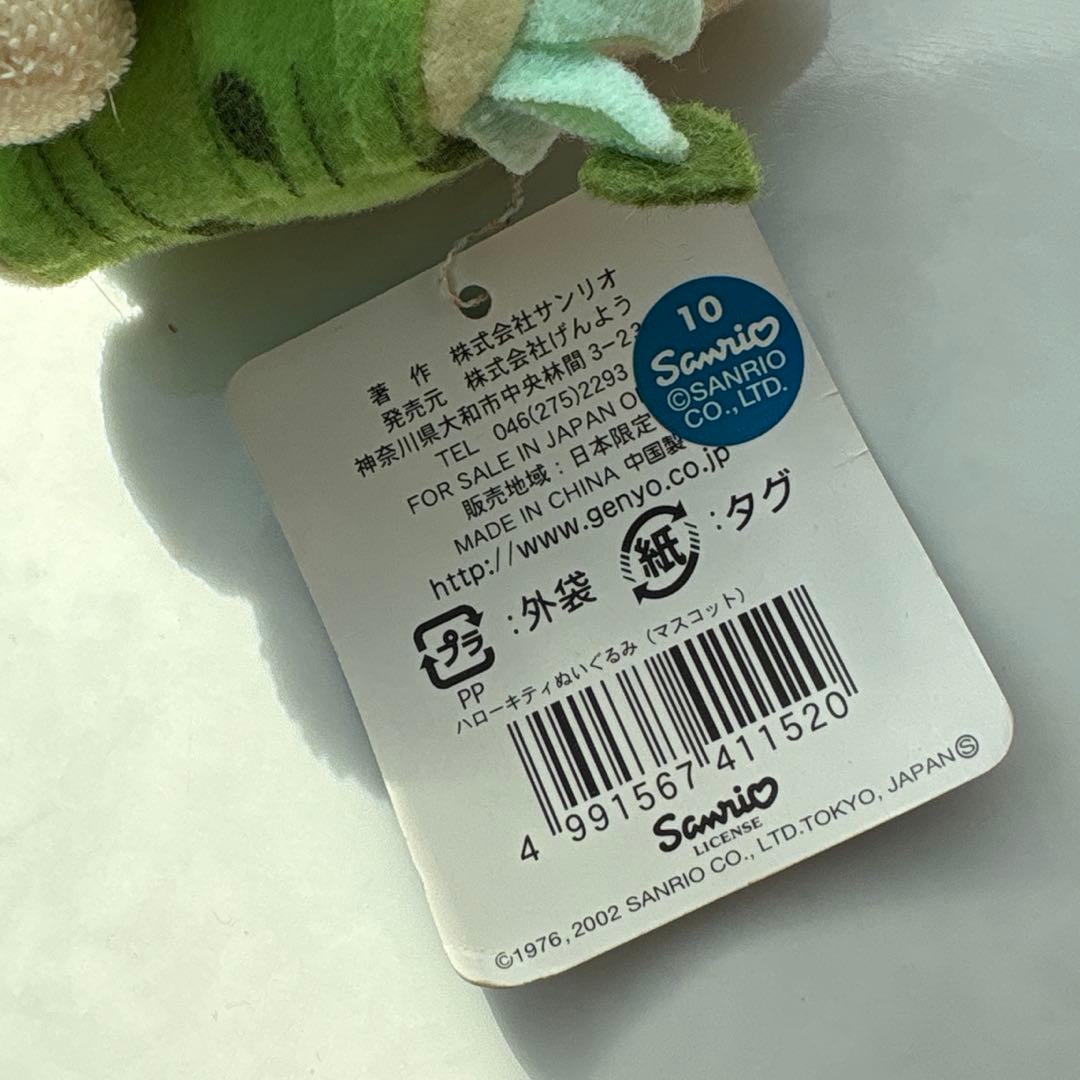 著作 株式会社サンリオ
発売元 株式会社げんよう
神奈川県大和市中央林間 3-23
TEL 046(275)2293
FOR SALE IN JAPAN
販売地域：日本限定
MADE IN CHINA 中国製
http://www.genyo.co.jp
10
Sanrio
©SANRIO
CO.,LTD.
プラ :外袋 紙 :タグ
PP
ハローキティぬいぐるみ（マスコット）
4 991567 411520
Sanrio
LICENSE
©1976,2002 SANRIO CO., LTD.TOKYO, JAPAN Ⓢ